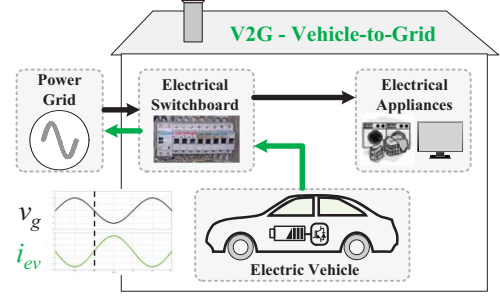 V2G - Vehicle-to-Grid
Power
Grid
Electrical
Switchboard
Electrical
Appliances
v_g
i_ev
Electric Vehicle